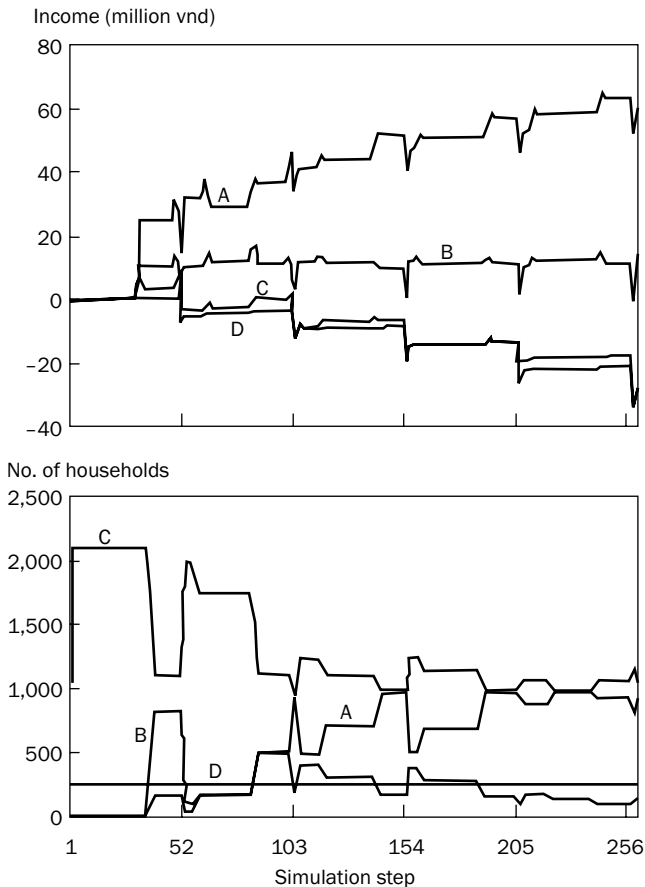 Income (million vnd)
80
60
40
20
0
–20
–40
A
B
C
D
No. of households
2,500
2,000
1,500
1,000
500
0
C
B
D
A
1 52 103 154 205 256
Simulation step